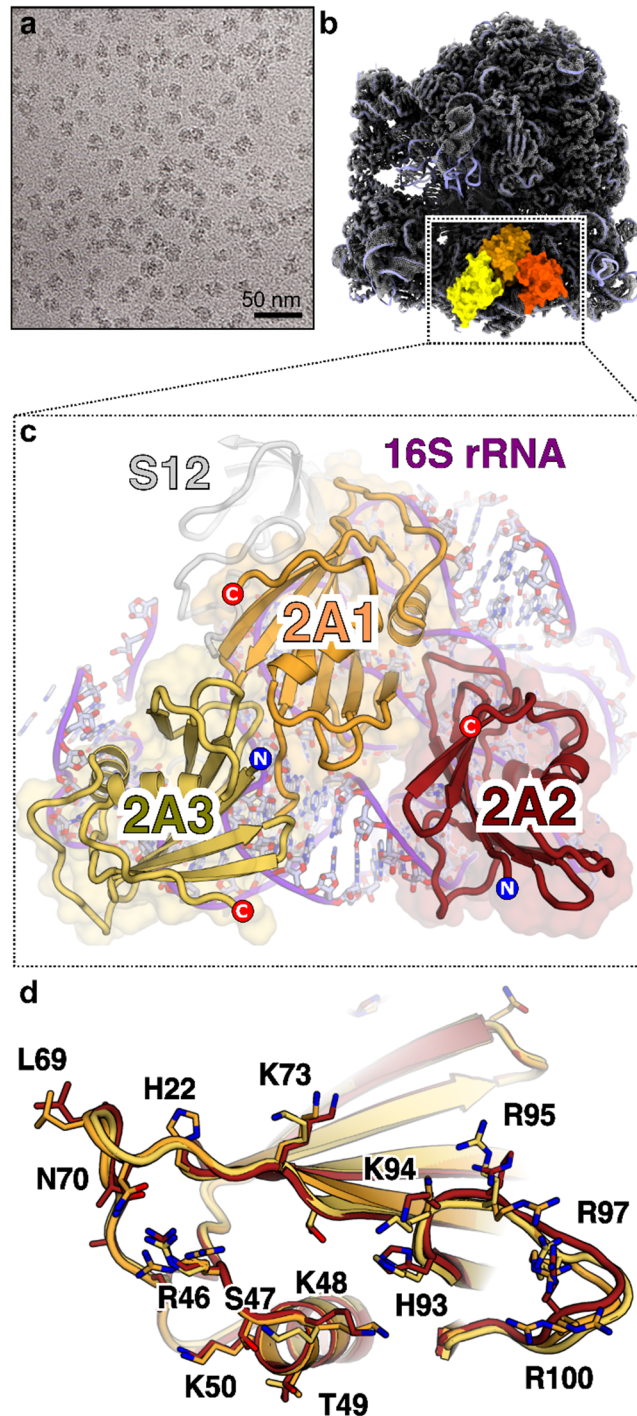 a
b
50 nm
c
S12
16S rRNA
C
2A1
N
C
2A3
2A2
C
N
d
L69
H22
K73
R95
N70
K94
R97
R46
S47
K48
H93
K50
T49
R100